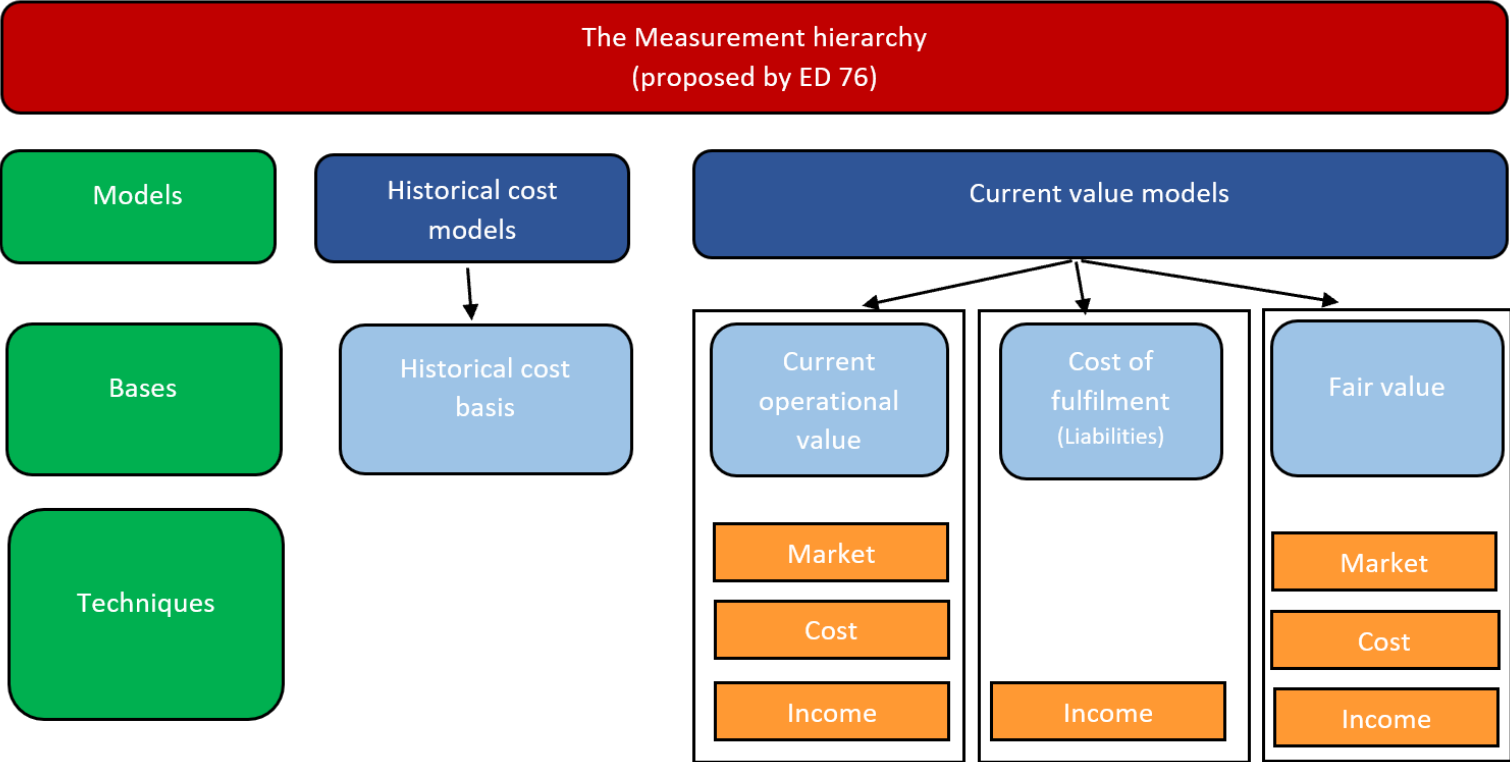 The Measurement hierarchy
(proposed by ED 76)
Models
Historical cost
models
Current value models
Bases
Historical cost
basis
Current
operational
value
Cost of
fulfilment
(Liabilities)
Fair value
Techniques
Market
Cost
Income
Income
Market
Cost
Income